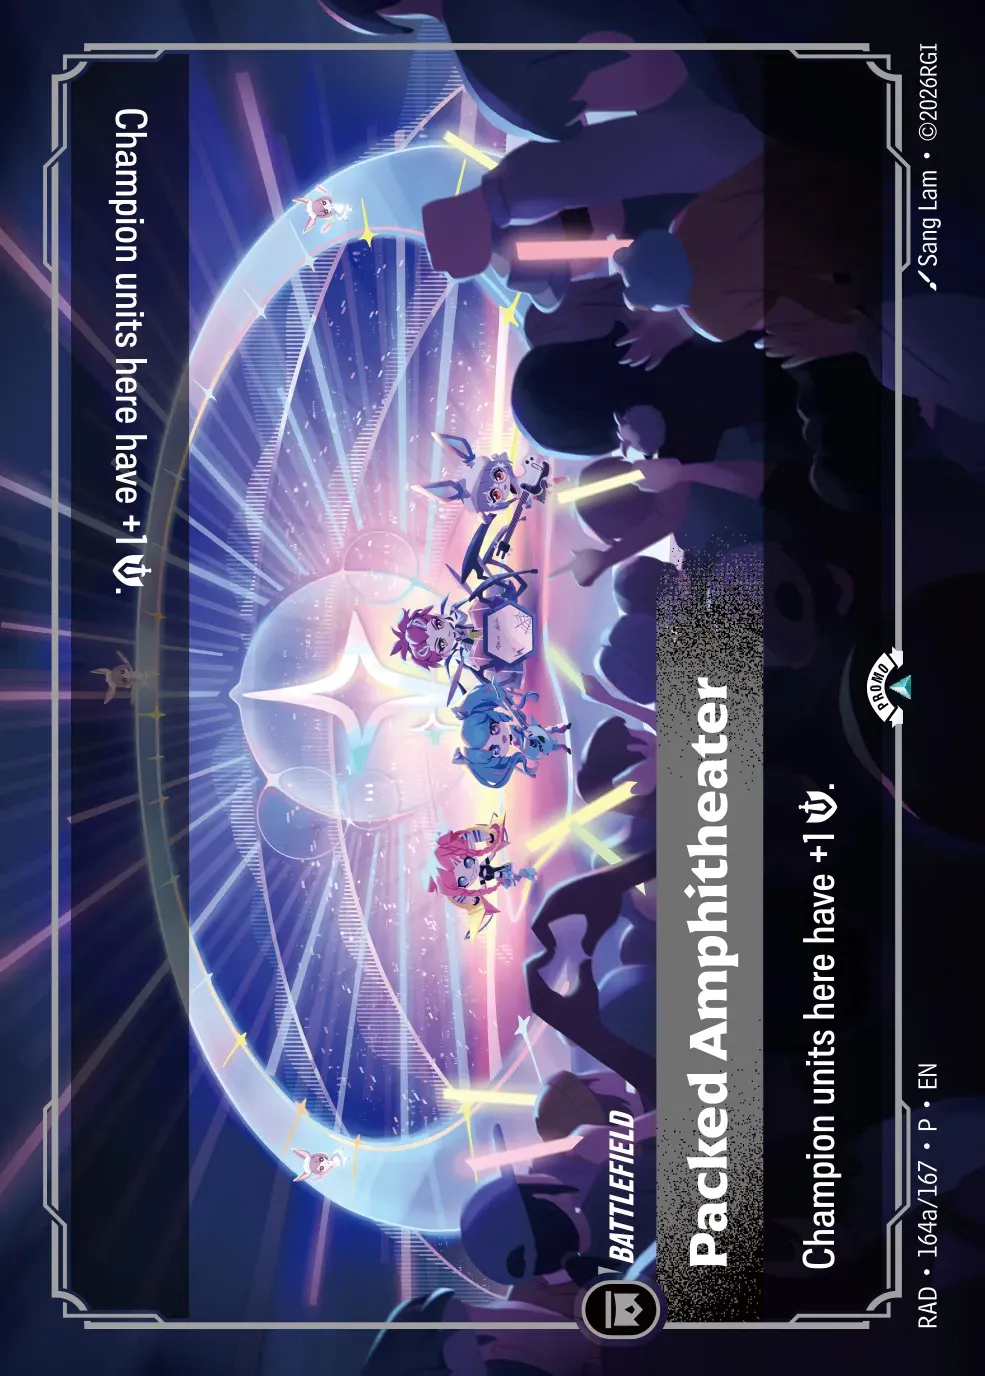 Champion units here have +1.
BATTLEFIELD
Packed Amphitheater
Champion units here have +1.
RAD • 164a/167 • P • EN
PROMO
Sang Lam • ©2026RGI